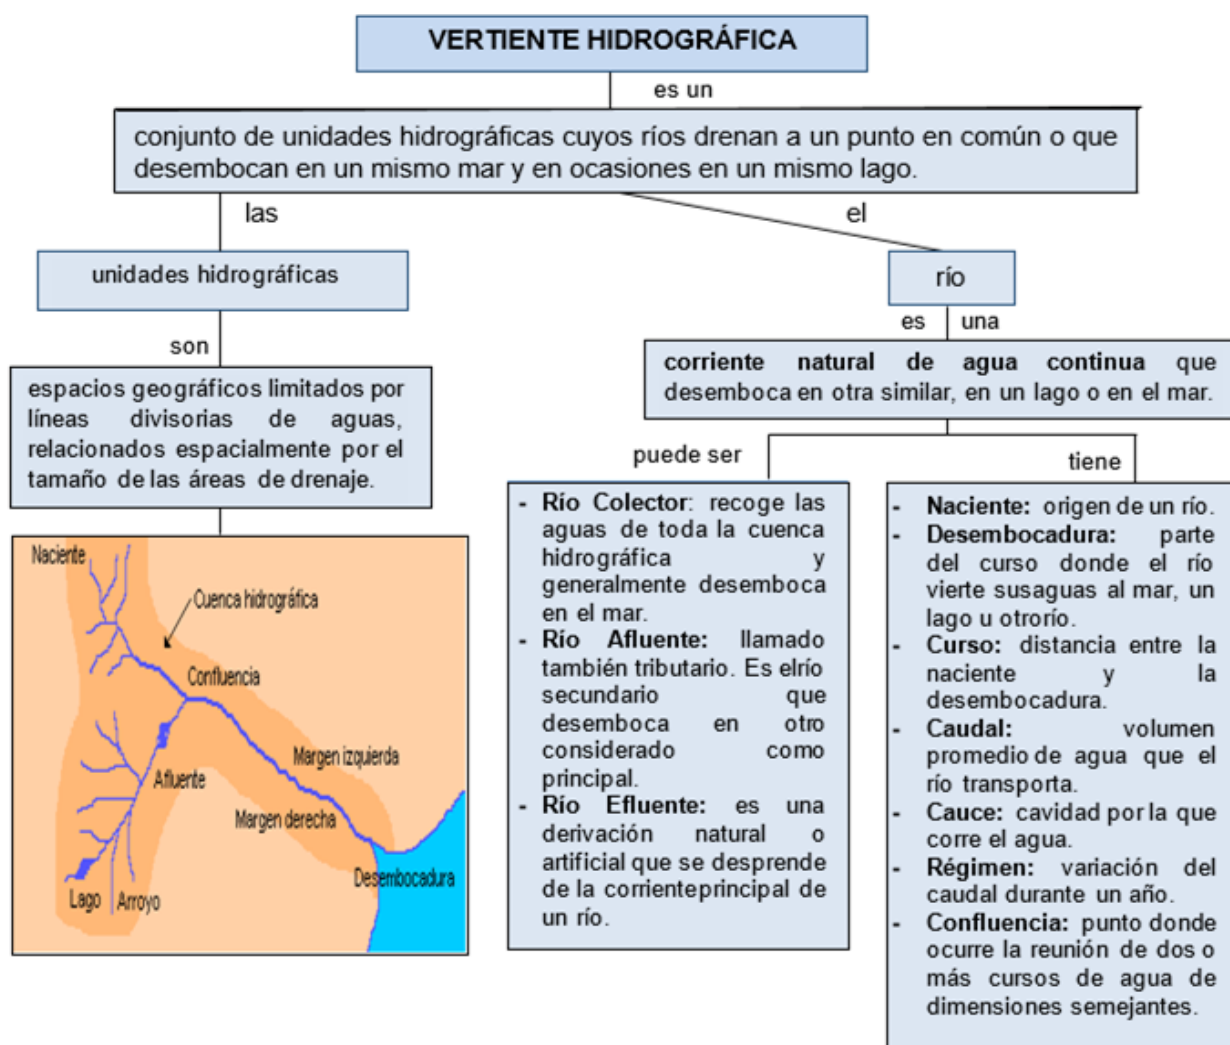 VERTIENTE HIDROGRÁFICA
es un
conjunto de unidades hidrográficas cuyos ríos drenan a un punto en común o que
desembocan en un mismo mar y en ocasiones en un mismo lago.
las
el
unidades hidrográficas
río
son
es una
espacios geográficos limitados por
líneas divisorias de aguas,
relacionados espacialmente por el
tamaño de las áreas de drenaje.
corriente natural de agua continua que
desemboca en otra similar, en un lago o en el mar.
puede ser
tiene
Naciente
Cuenca hidrográfica
Confluencia
Margen izquierda
Afluente
Margen derecha
Desembocadura
Lago
Arroyo
- Río Colector: recoge las
aguas de toda la cuenca
hidrográfica y
generalmente desemboca
en el mar.
- Río Afluente: llamado
también tributario. Es elrío
secundario que
desemboca en otro
considerado como
principal.
- Río Efluente: es una
derivación natural o
artificial que se desprende
de la corrienteprincipal de
un río.
- Naciente: origen de un río.
- Desembocadura: parte
del curso donde el río
vierte susaguas al mar, un
lago u otrorío.
- Curso: distancia entre la
naciente y la
desembocadura.
- Caudal: volumen
promedio de agua que el
río transporta.
- Cauce: cavidad por la que
corre el agua.
- Régimen: variación del
caudal durante un año.
- Confluencia: punto donde
ocurre la reunión de dos o
más cursos de agua de
dimensiones semejantes.